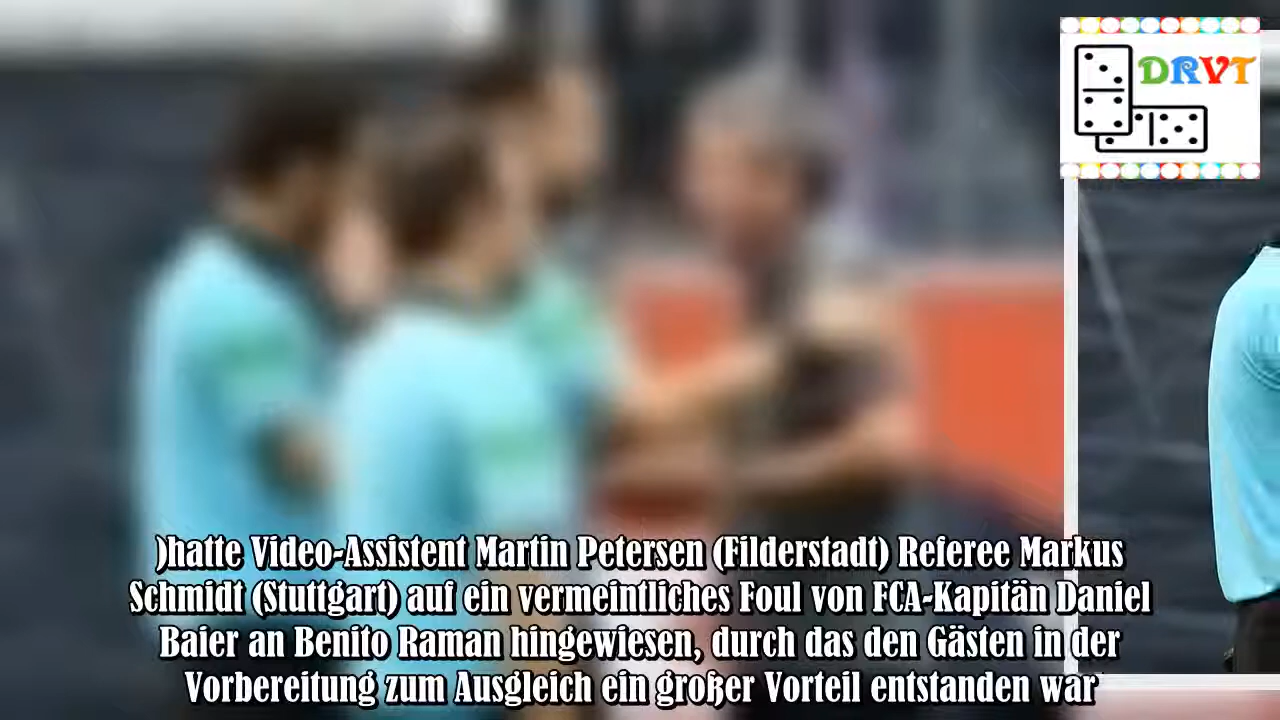 DRVT
)hatte Video-Assistent Martin Petersen (Filderstadt) Referee Markus
Schmidt (Stuttgart) auf ein vermeintliches Foul von FCA-Kapitän Daniel
Baier an Benito Raman hingewiesen, durch das den Gästen in der
Vorbereitung zum Ausgleich ein großer Vorteil entstanden war